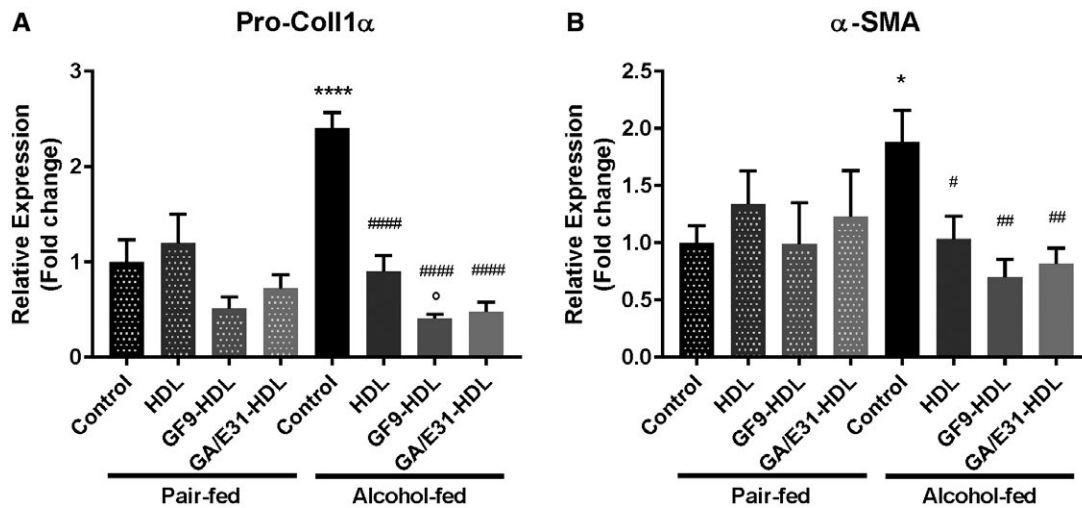 A
Pro-Coll1α
Relative Expression
(Fold change)
3
2
1
0
****
####
####
°
####
Control
HDL
GF9-HDL
GA/E31-HDL
Control
HDL
GF9-HDL
GA/E31-HDL
Pair-fed
Alcohol-fed
B
α-SMA
Relative Expression
(Fold change)
2.5
2.0
1.5
1.0
0.5
0.0
*
#
##
##
Control
HDL
GF9-HDL
GA/E31-HDL
Control
HDL
GF9-HDL
GA/E31-HDL
Pair-fed
Alcohol-fed